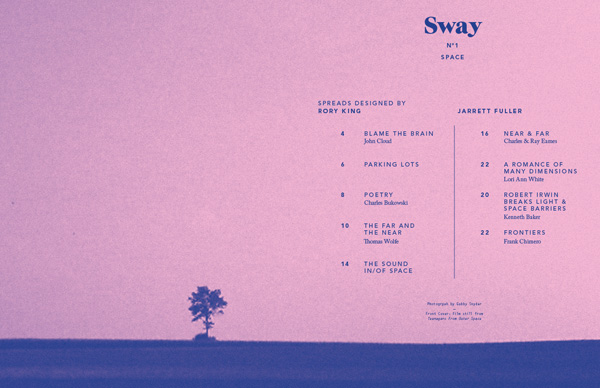 Sway
Nº1
SPACE
SPREADS DESIGNED BY
RORY KING
4 BLAME THE BRAIN
John Cloud
6 PARKING LOTS
8 POETRY
Charles Bukowski
10 THE FAR AND
THE NEAR
Thomas Wolfe
14 THE SOUND
IN/OF SPACE
JARRETT FULLER
16 NEAR & FAR
Charles & Ray Eames
22 A ROMANCE OF
MANY DIMENSIONS
Lori Ann White
20 ROBERT IRWIN
BREAKS LIGHT &
SPACE BARRIERS
Kenneth Baker
22 FRONTIERS
Frank Chimero
Photograph by Gabby
Front Cover: Film still from
Teenagers From Outer Space